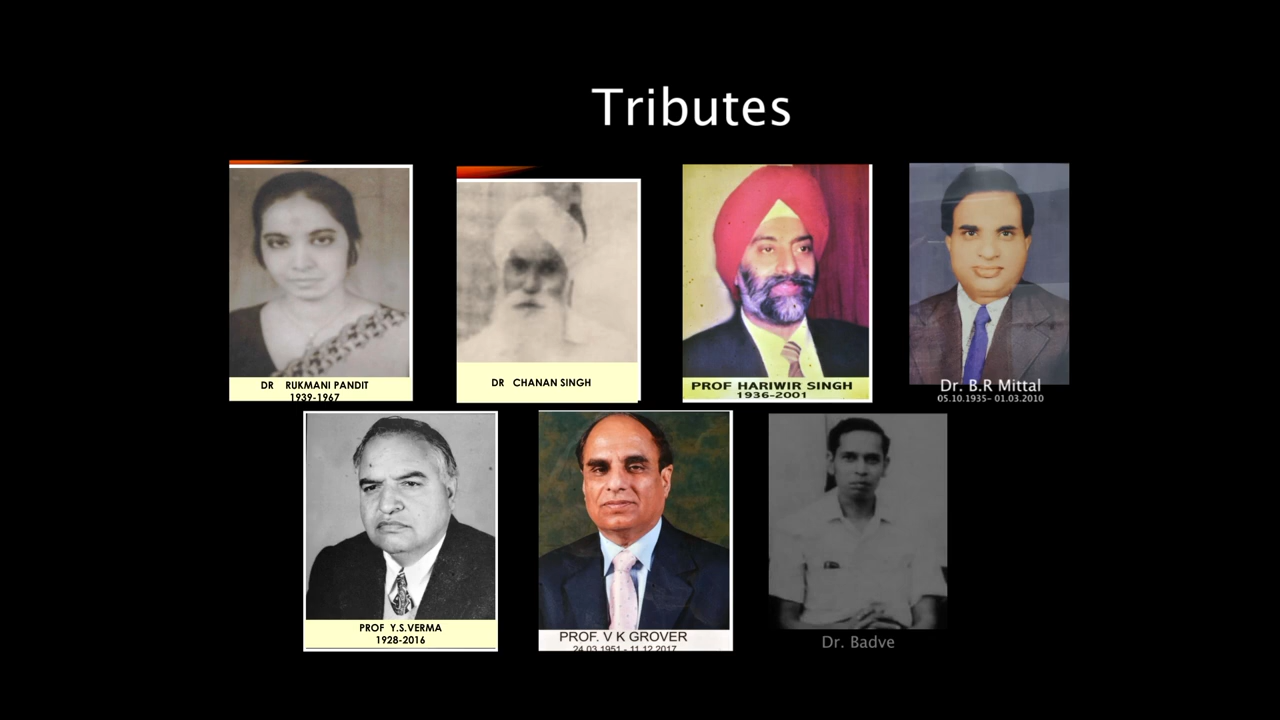 Tributes
DR RUKMANI PANDIT
1939-1967
DR CHANAN SINGH
PROF HARIWIR SINGH
1936-2001
Dr. B.R Mittal
05.10.1935- 01.03.2010
PROF Y.S.VERMA
1928-2016
PROF. V K GROVER
24.03.1951 - 11.12.2017
Dr. Badve